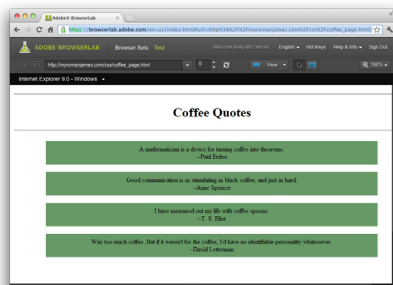 Adobe® BrowserLab
https://browserlab.adobe.com/en-us/index.html#url=http%3A%2F%2Fmyromanjames.com%2Fcss%2Fcoffee_page.html
ADOBE BROWSERLAB Browser Sets Test Welcome English Hot Keys Help & Info Sign Out
http://myromanjames.com/css/coffee_page.html 0 View 100%
Internet Explorer 9.0 - Windows
Coffee Quotes
A mathematician is a device for turning coffee into theorems.
~Paul Erdos
Good communication is as stimulating as black coffee, and just as hard.
~Anne Spencer
I have measured out my life with coffee spoons.
~T. S. Eliot
Way too much coffee. But if it weren't for the coffee, I'd have no identifiable personality whatsoever.
~David Letterman